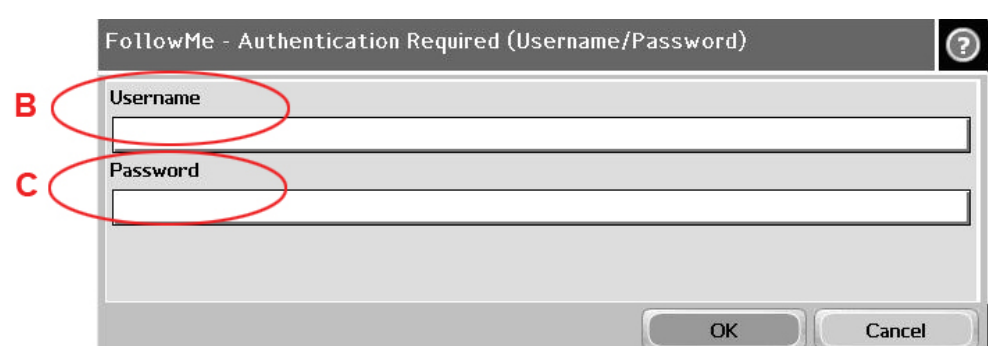 FollowMe - Authentication Required (Username/Password)
?
B
Username
C
Password
OK
Cancel